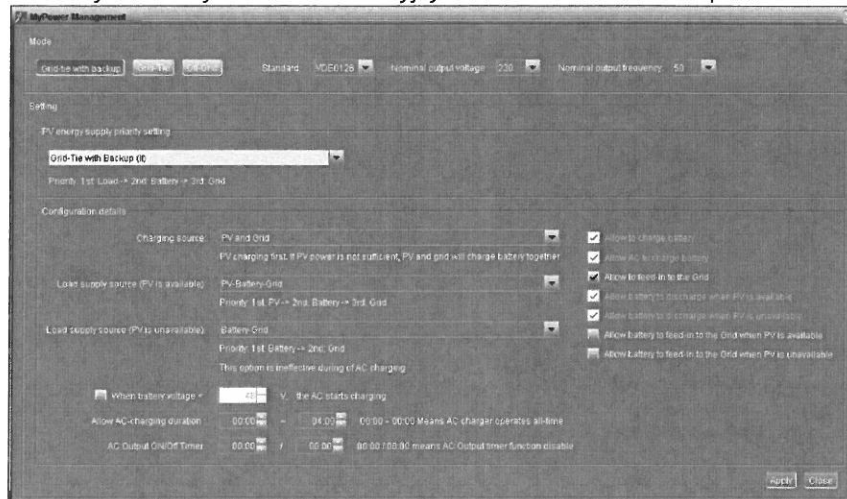 MyPower Management
Mode
Grid-tie with backup Grid-Tie Off-Grid Standard: VDE0126 Nominal output voltage: 230 Nominal output frequency: 50
Setting
PV energy supply priority setting
Grid-Tie with Backup (II)
Priority: 1st: Load -> 2nd: Battery -> 3rd: Grid
Configuration details
Charging source: PV and Grid
PV charging first. If PV power is not sufficient, PV and grid will charge battery together
Load supply source (PV is available): PV-Battery-Grid
Priority: 1st: PV -> 2nd: Battery -> 3rd: Grid
Load supply source (PV is unavailable): Battery-Grid
Priority: 1st: Battery -> 2nd: Grid
This option is ineffective during of AC charging
When battery voltage < 48 V, the AC starts charging
Allow AC-charging duration: 00:00 - 04:00 00:00 - 00:00 Means AC charger operates all-time
AC Output ON/Off Timer: 00:00 / 00:00 00:00 / 00:00 means AC Output timer function disable
Allow to charge battery
Allow AC to charge battery
Allow to feed-in to the Grid
Allow battery to discharge when PV is available
Allow battery to discharge when PV is unavailable
Allow battery to feed-in to the Grid when PV is available
Allow battery to feed-in to the Grid when PV is unavailable
Apply Close